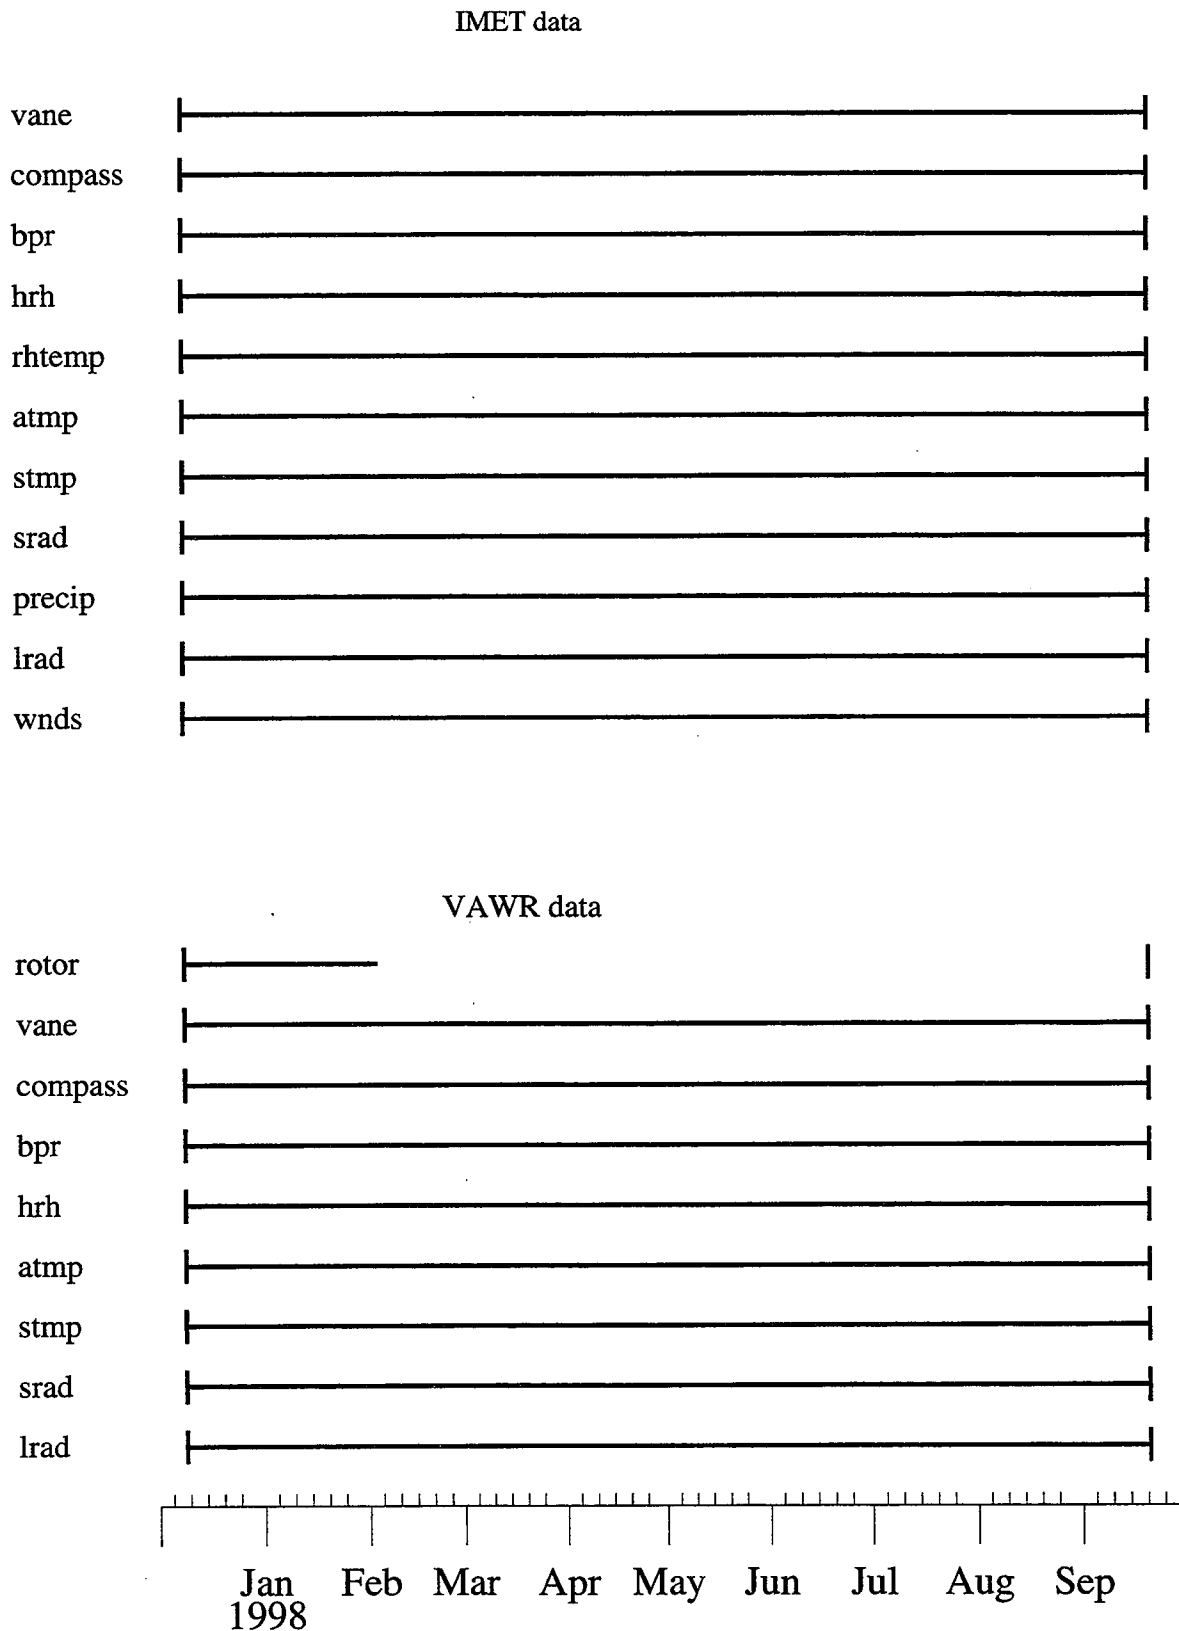 IMET data
vane
compass
bpr
hrh
rhtemp
atmp
stmp
srad
precip
lrad
wnds
VAWR data
rotor
vane
compass
bpr
hrh
atmp
stmp
srad
lrad
Jan Feb Mar Apr May Jun Jul Aug Sep
1998